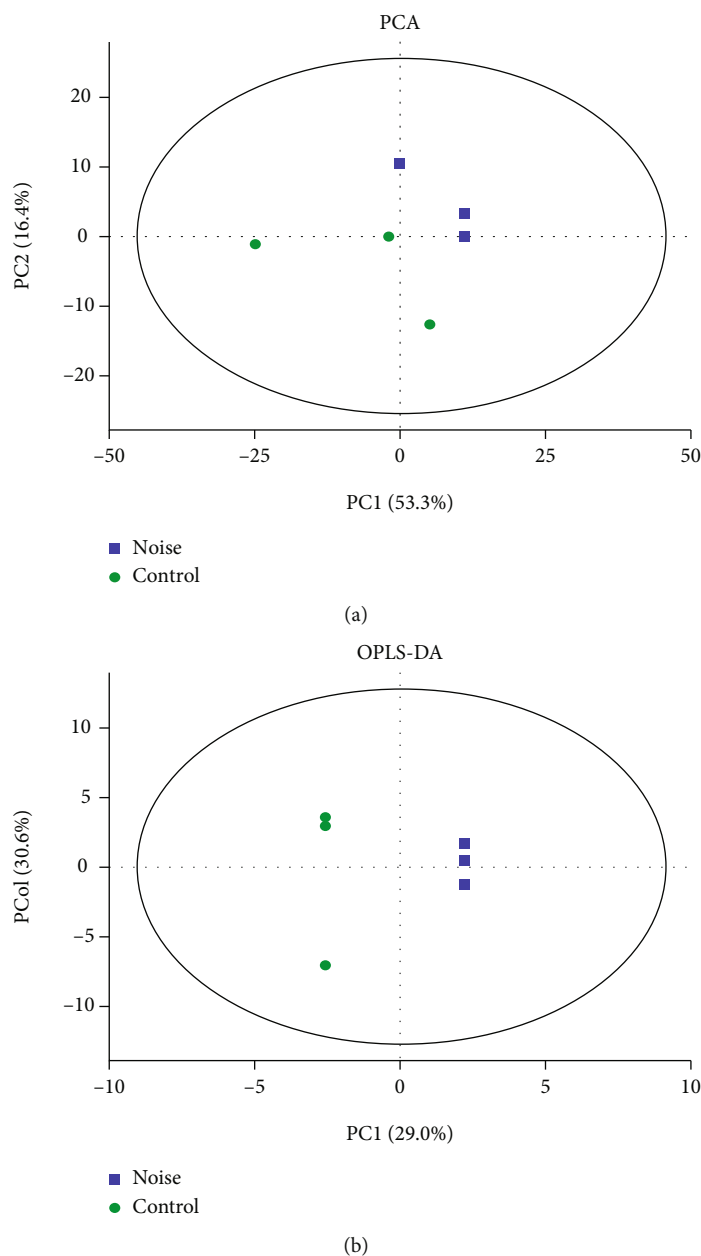 PCA
20
10
0
−10
−20
PC2 (16.4%)
−50 −25 0 25 50
PC1 (53.3%)
Noise
Control
(a)
OPLS-DA
10
5
0
−5
−10
PCol (30.6%)
−10 −5 0 5 10
PC1 (29.0%)
Noise
Control
(b)